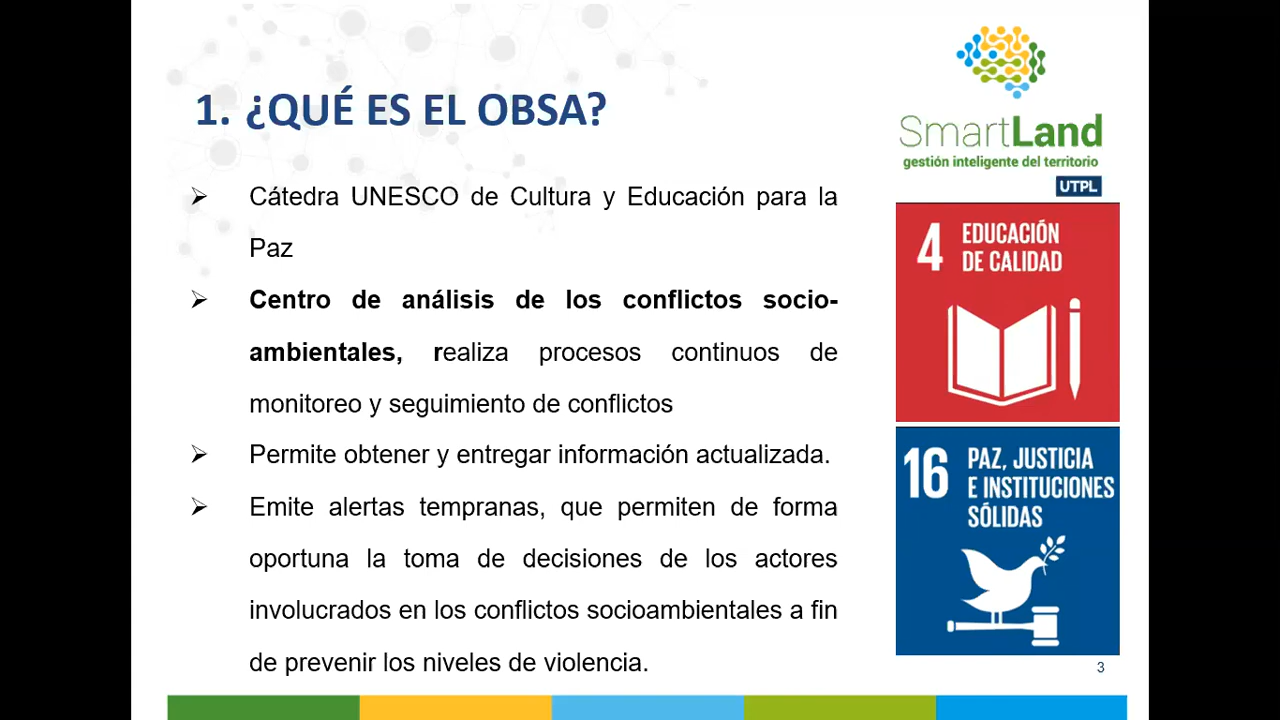 1. ¿QUÉ ES EL OBSA?
➢ Cátedra UNESCO de Cultura y Educación para la
Paz
➢ Centro de análisis de los conflictos socio-
ambientales, realiza procesos continuos de
monitoreo y seguimiento de conflictos
➢ Permite obtener y entregar información actualizada.
➢ Emite alertas tempranas, que permiten de forma
oportuna la toma de decisiones de los actores
involucrados en los conflictos socioambientales a fin
de prevenir los niveles de violencia.
SmartLand
gestión inteligente del territorio
UTPL
4 EDUCACIÓN
DE CALIDAD
16 PAZ, JUSTICIA
E INSTITUCIONES
SÓLIDAS
3